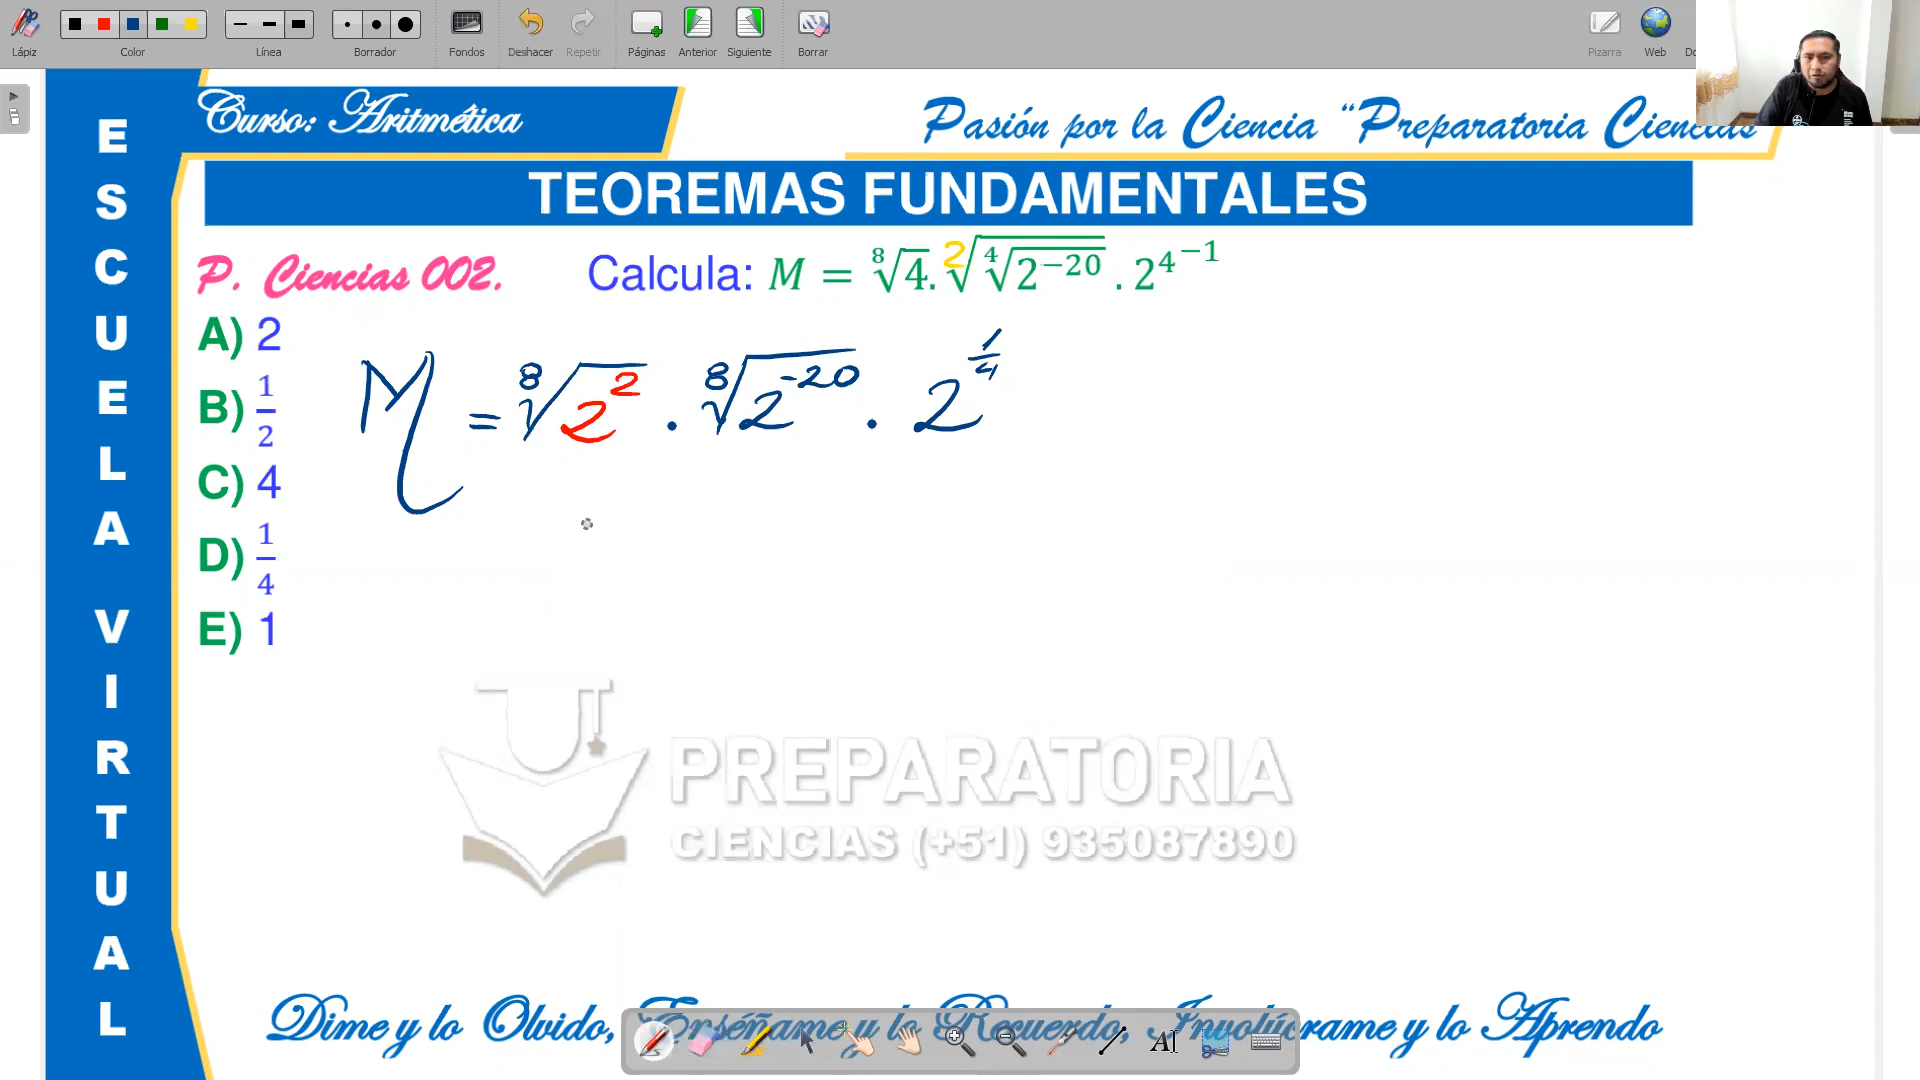 Lápiz Color Línea Borrador Fondos Deshacer Repetir Páginas Anterior Siguiente Borrar Pizarra Web
Curso: Aritmética
Pasión por la Ciencia “Preparatoria Ciencias
TEOREMAS FUNDAMENTALES
P. Ciencias 002. Calcula: M = ⁸√4 . ²√(⁴√(2⁻²⁰)) . 2^(4^(−1))
A) 2
B) 1/2
C) 4
D) 1/4
E) 1
M = ⁸√(2²) . ⁸√(2⁻²⁰) . 2^(1/4)
ESCUELA VIRTUAL
PREPARATORIA
CIENCIAS (+51) 935087890
Dime y lo Olvido, Enséñame y lo Recuerdo, Involúcrame y lo Aprendo